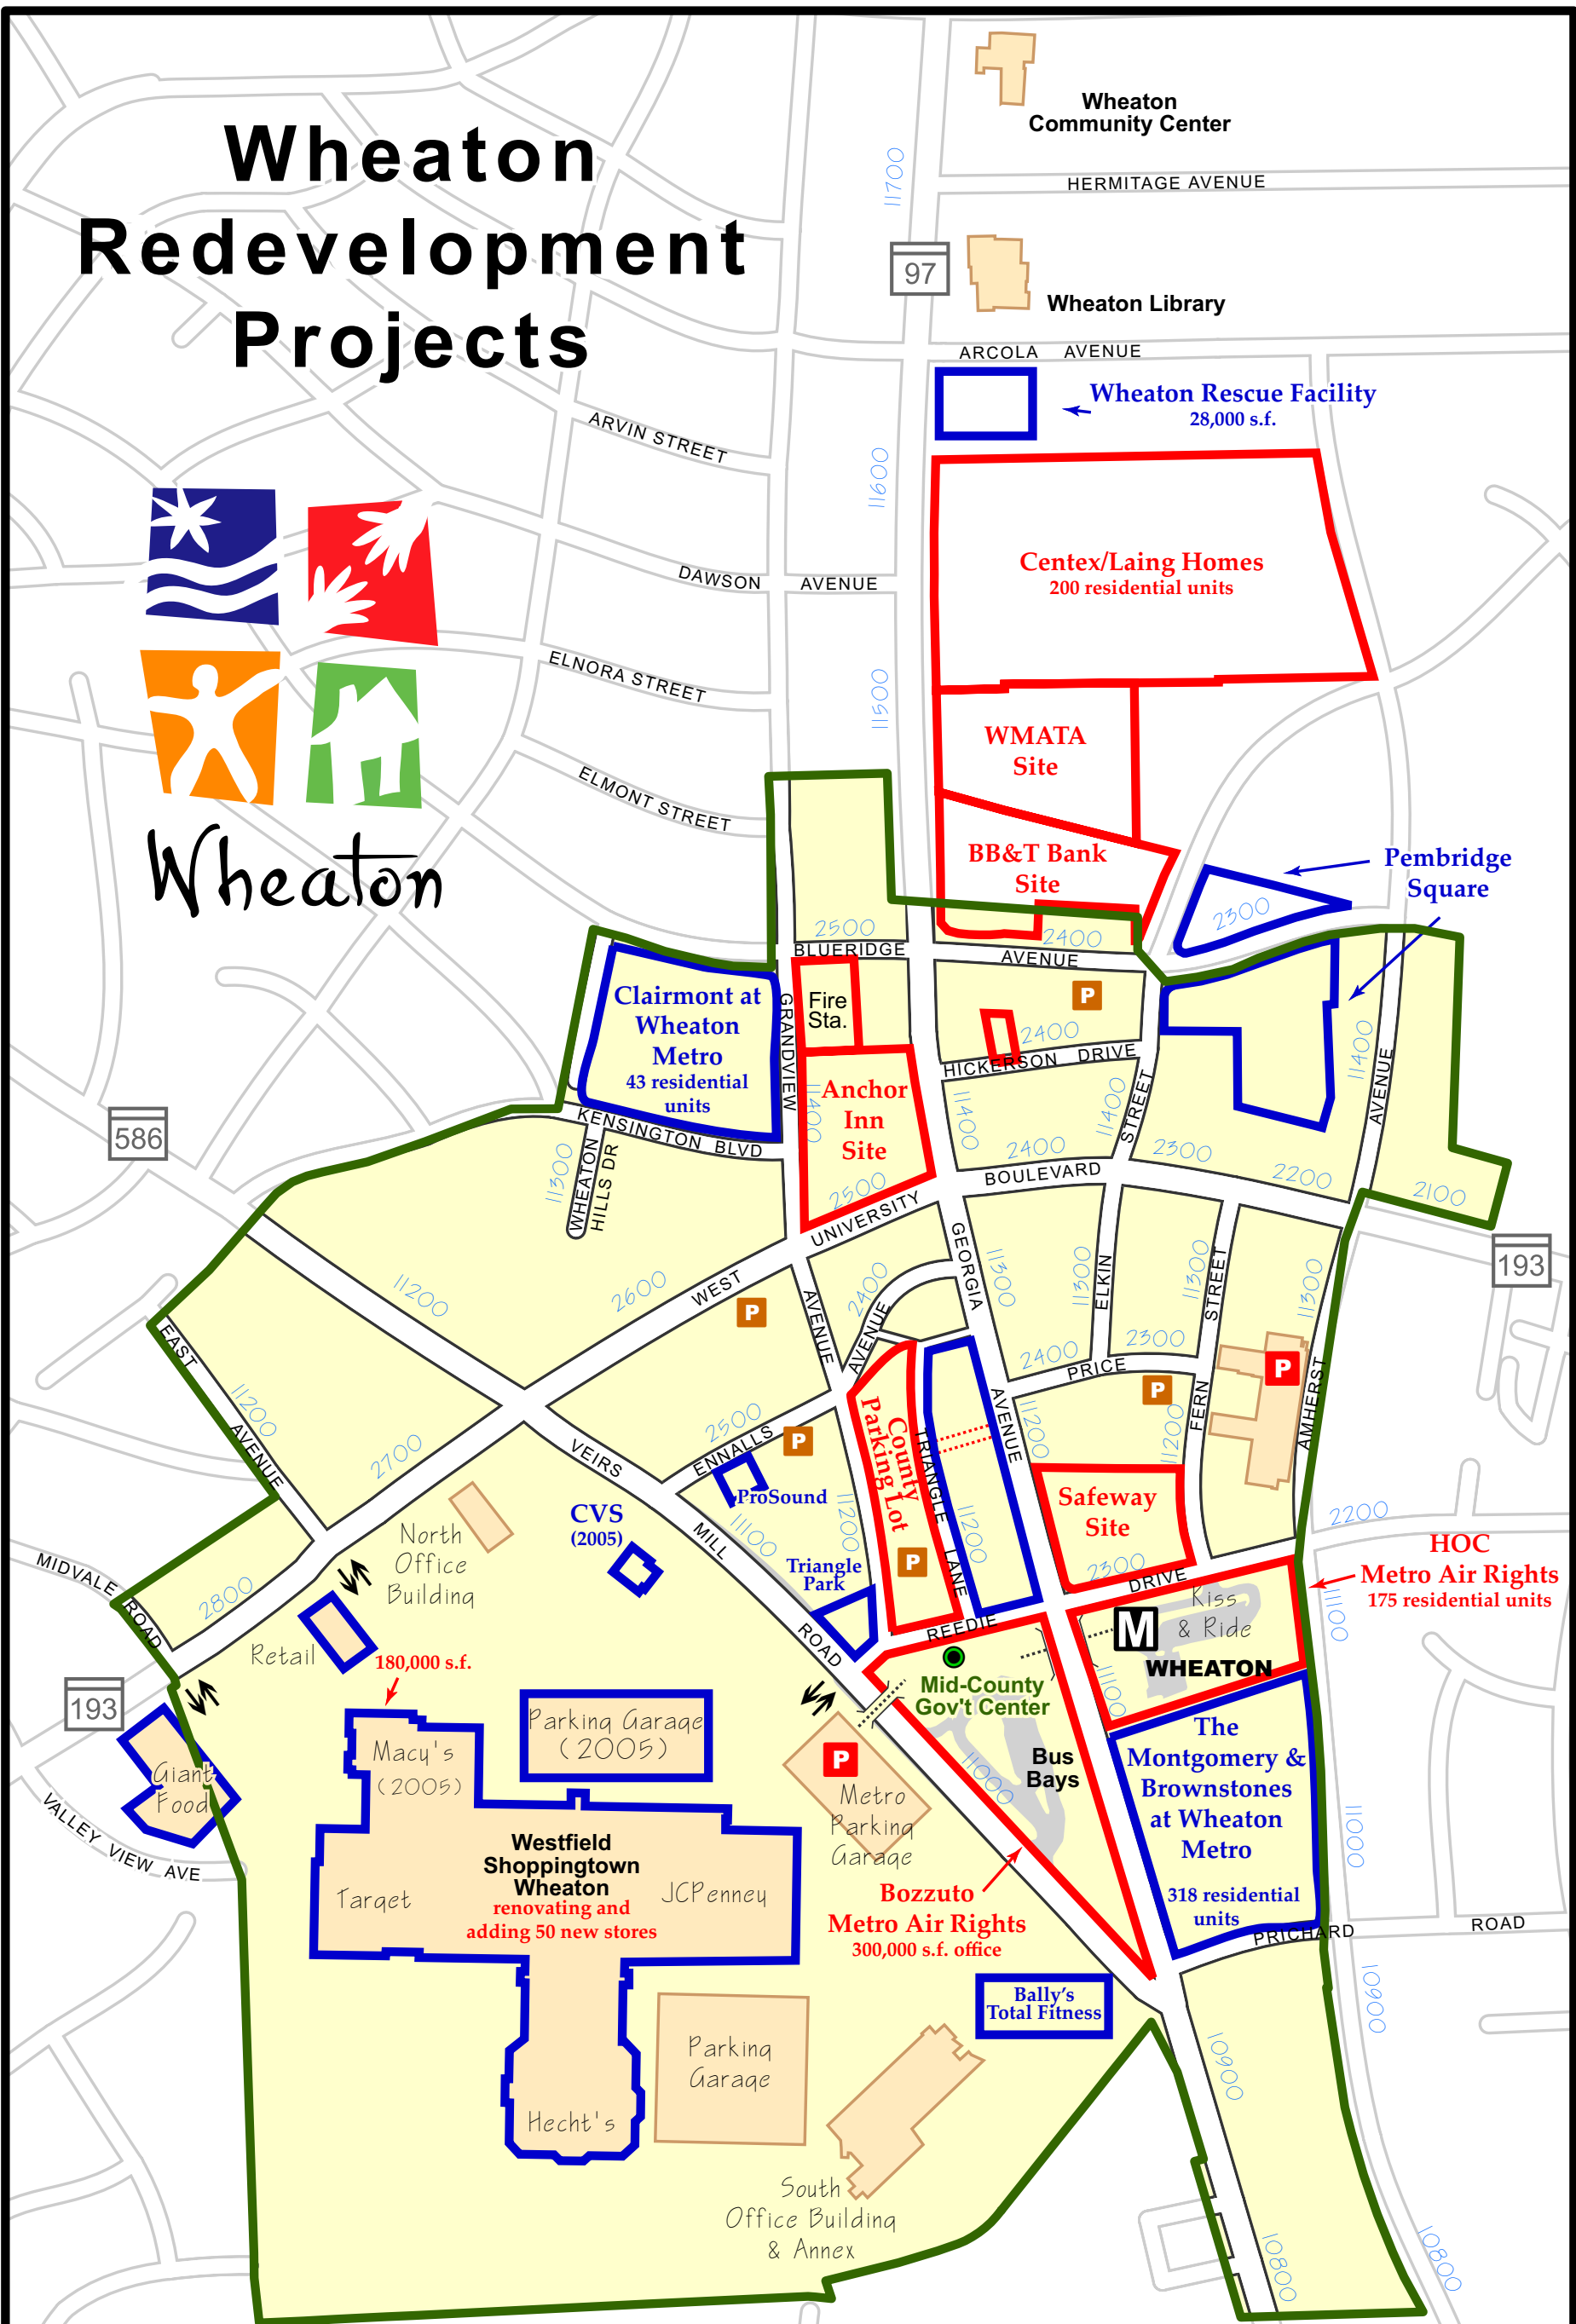 Wheaton
Redevelopment
Projects
Wheaton
Community Center
11700
HERMITAGE AVENUE
97
Wheaton Library
ARCOLA AVENUE
Wheaton Rescue Facility
28,000 s.f.
ARVIN STREET
11600
Centex/Laing Homes
200 residential units
DAWSON AVENUE
ELNORA STREET
11500
WMATA
Site
ELMONT STREET
Wheaton
BB&T Bank
Site
Pembridge
Square
2300
2500
BLUERIDGE
2400
AVENUE
Clairmont at
Wheaton
Metro
43 residential
units
GRANDVIEW
Fire
Sta.
P
2400
HICKERSON DRIVE
11400
Anchor
Inn
Site
11400
11400
STREET
11400
AVENUE
586
KENSINGTON BLVD
11300
WHEATON
HILLS DR
2500
UNIVERSITY
2400
BOULEVARD
2300
2200
2100
193
11200
2600
WEST
P
AVENUE
2400
AVENUE
GEORGIA
11300
11300
ELKIN
11300
STREET
11300
EAST
11200
AVENUE
2400
PRICE
2300
P
P
AMHERST
2700
VEIRS
2500
ENNALLS
P
County
Parking Lot
P
TRIANGLE
LANE
11200
AVENUE
11200
11200
FERN
ProSound
11100
11200
Safeway
Site
2300
DRIVE
2200
CVS
(2005)
North
Office
Building
MILL
Triangle
Park
ROAD
HOC
Metro Air Rights
175 residential units
MIDVALE
ROAD
2800
Retail
REEDIE
M
Kiss
& Ride
WHEATON
11100
11100
193
180,000 s.f.
Mid-County
Gov't Center
Macy's
(2005)
Parking Garage
(2005)
P
Metro
Parking
Garage
11000
Bus
Bays
The
Montgomery &
Brownstones
at Wheaton
Metro
318 residential
units
11000
Giant
Food
VALLEY VIEW AVE
Westfield
Shoppingtown
Wheaton
renovating and
adding 50 new stores
Target
JCPenney
Bozzuto
Metro Air Rights
300,000 s.f. office
PRICHARD
ROAD
Bally's
Total Fitness
10900
Parking
Garage
10900
Hecht's
South
Office Building
& Annex
10800
10800